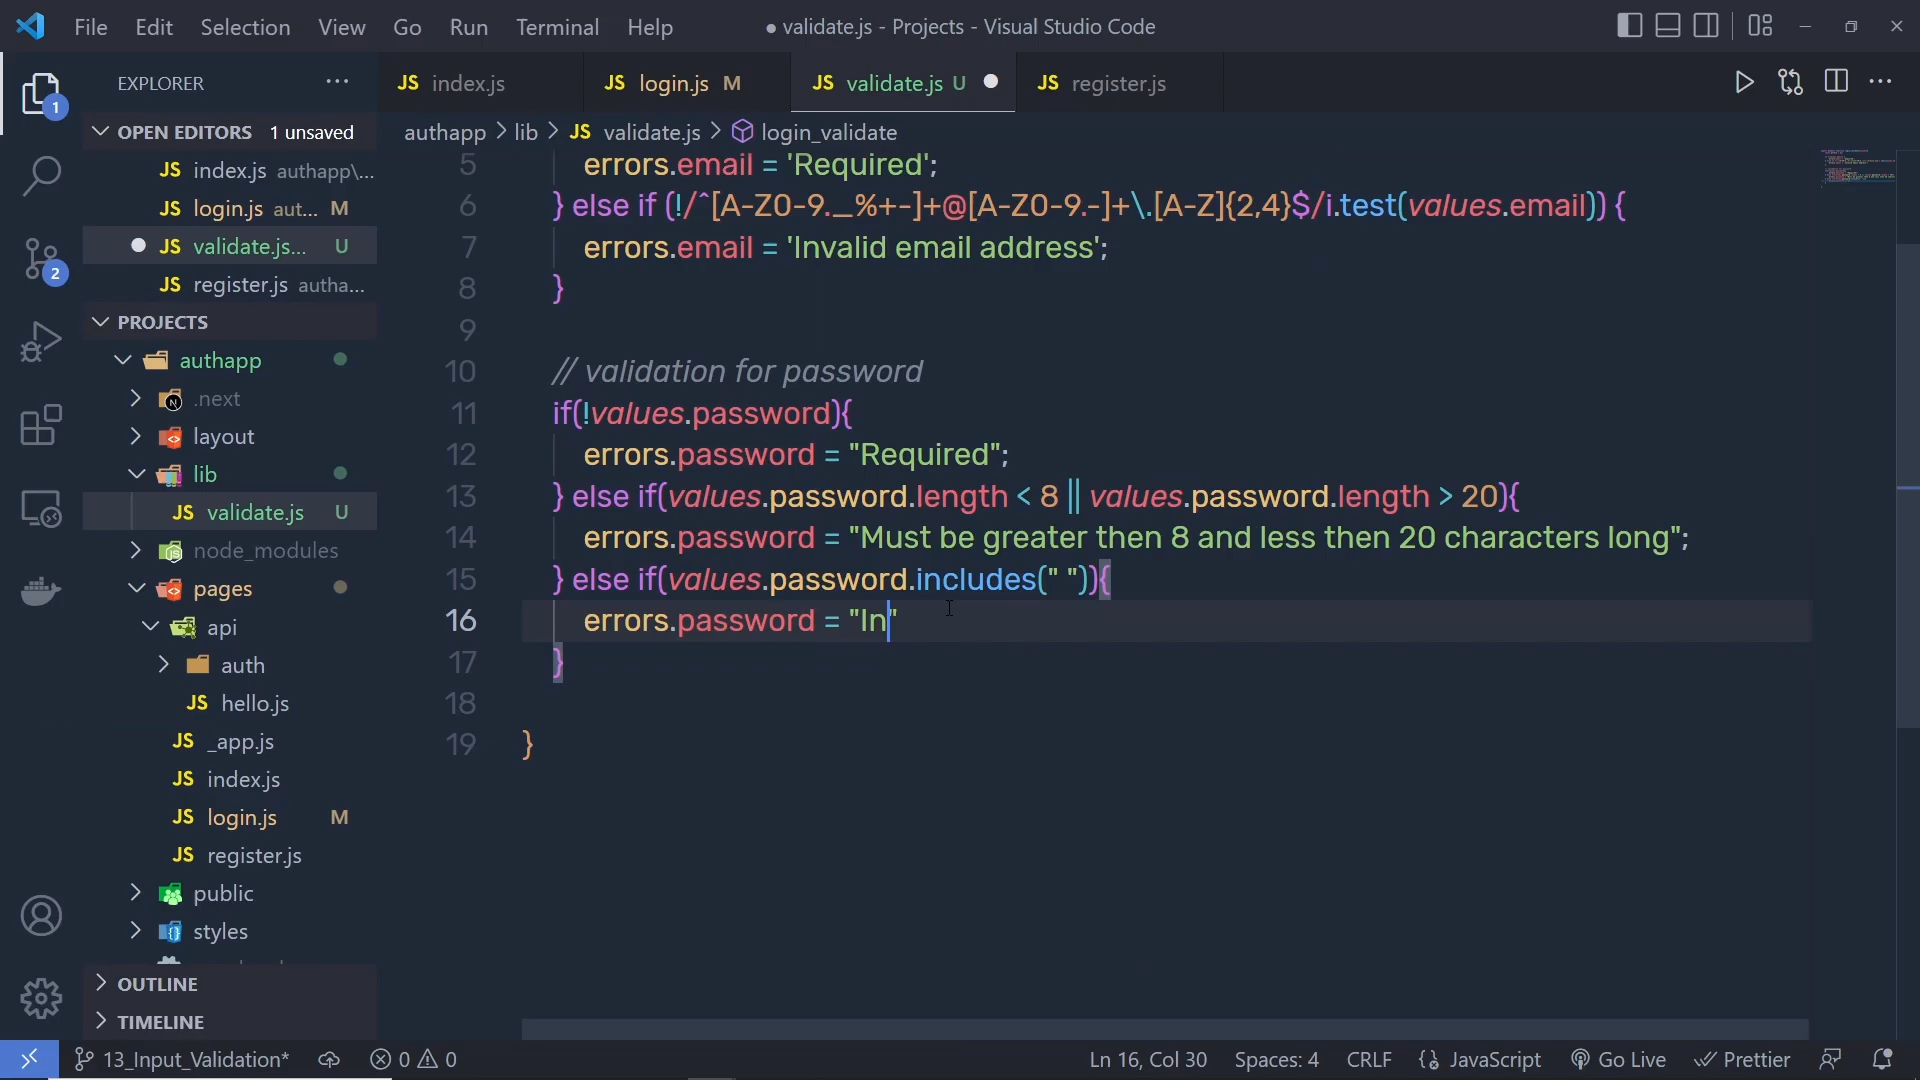 File Edit Selection View Go Run Terminal Help
● validate.js - Projects - Visual Studio Code
EXPLORER
OPEN EDITORS 1 unsaved
JS index.js authapp\...
JS login.js aut... M
JS validate.js... U
JS register.js autha...
PROJECTS
authapp
.next
layout
lib
JS validate.js U
node_modules
pages
api
auth
JS hello.js
JS _app.js
JS index.js
JS login.js M
JS register.js
public
styles
OUTLINE
TIMELINE
1
2
JS index.js JS login.js M JS validate.js U JS register.js
authapp > lib > JS validate.js > login_validate
5 errors.email = 'Required';
6 } else if (!/^[A-Z0-9._%+-]+@[A-Z0-9.-]+\.[A-Z]{2,4}$/i.test(values.email)) {
7 errors.email = 'Invalid email address';
8 }
9
10 // validation for password
11 if(!values.password){
12 errors.password = "Required";
13 } else if(values.password.length < 8 || values.password.length > 20){
14 errors.password = "Must be greater then 8 and less then 20 characters long";
15 } else if(values.password.includes(" ")){
16 errors.password = "In"
17 }
18
19 }
13_Input_Validation* 0 0 Ln 16, Col 30 Spaces: 4 CRLF {} JavaScript Go Live Prettier